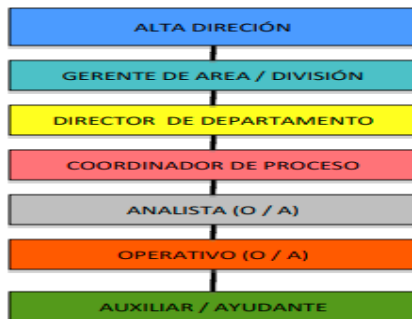 ALTA DIRECIÓN
GERENTE DE AREA / DIVISIÓN
DIRECTOR DE DEPARTAMENTO
COORDINADOR DE PROCESO
ANALISTA (O / A)
OPERATIVO (O / A)
AUXILIAR / AYUDANTE